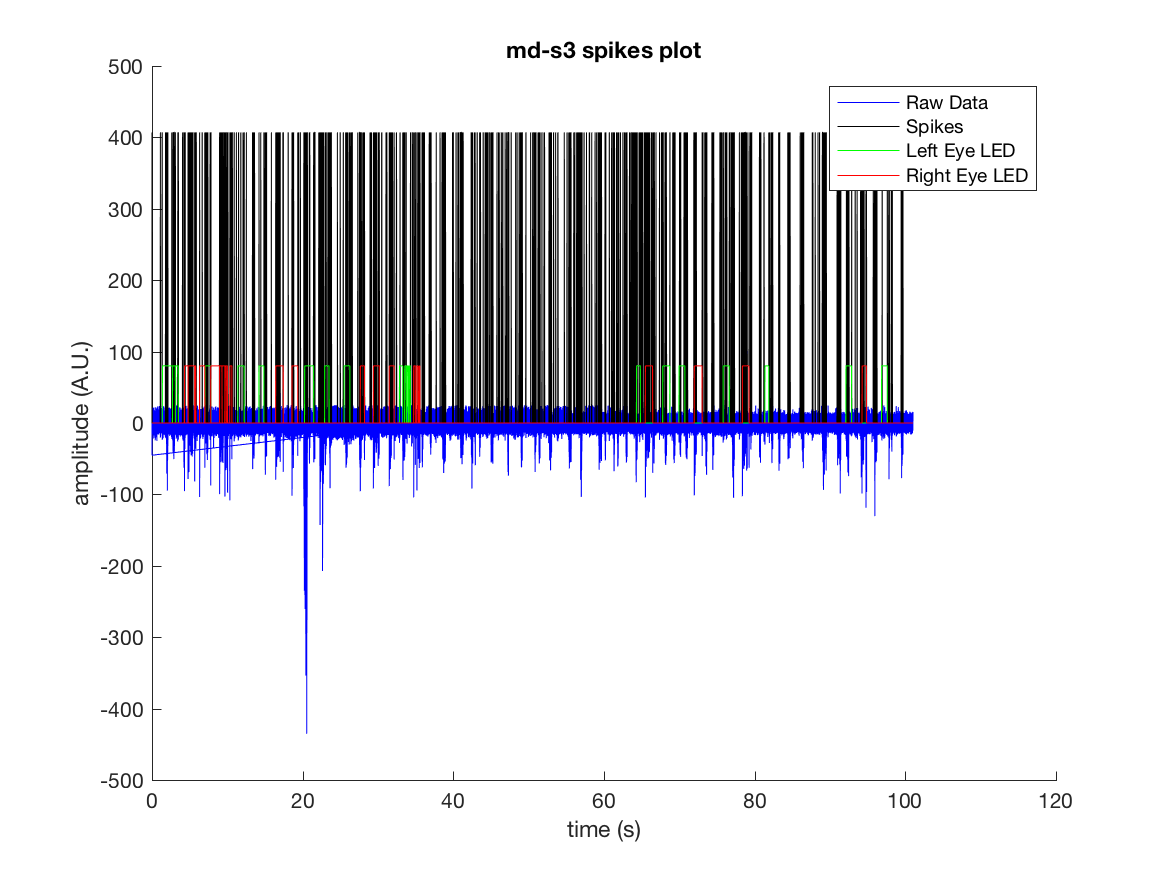 md-s3 spikes plot
500
400
300
200
100
0
-100
-200
-300
-400
-500
amplitude (A.U.)
Raw Data
Spikes
Left Eye LED
Right Eye LED
0 20 40 60 80 100 120
time (s)